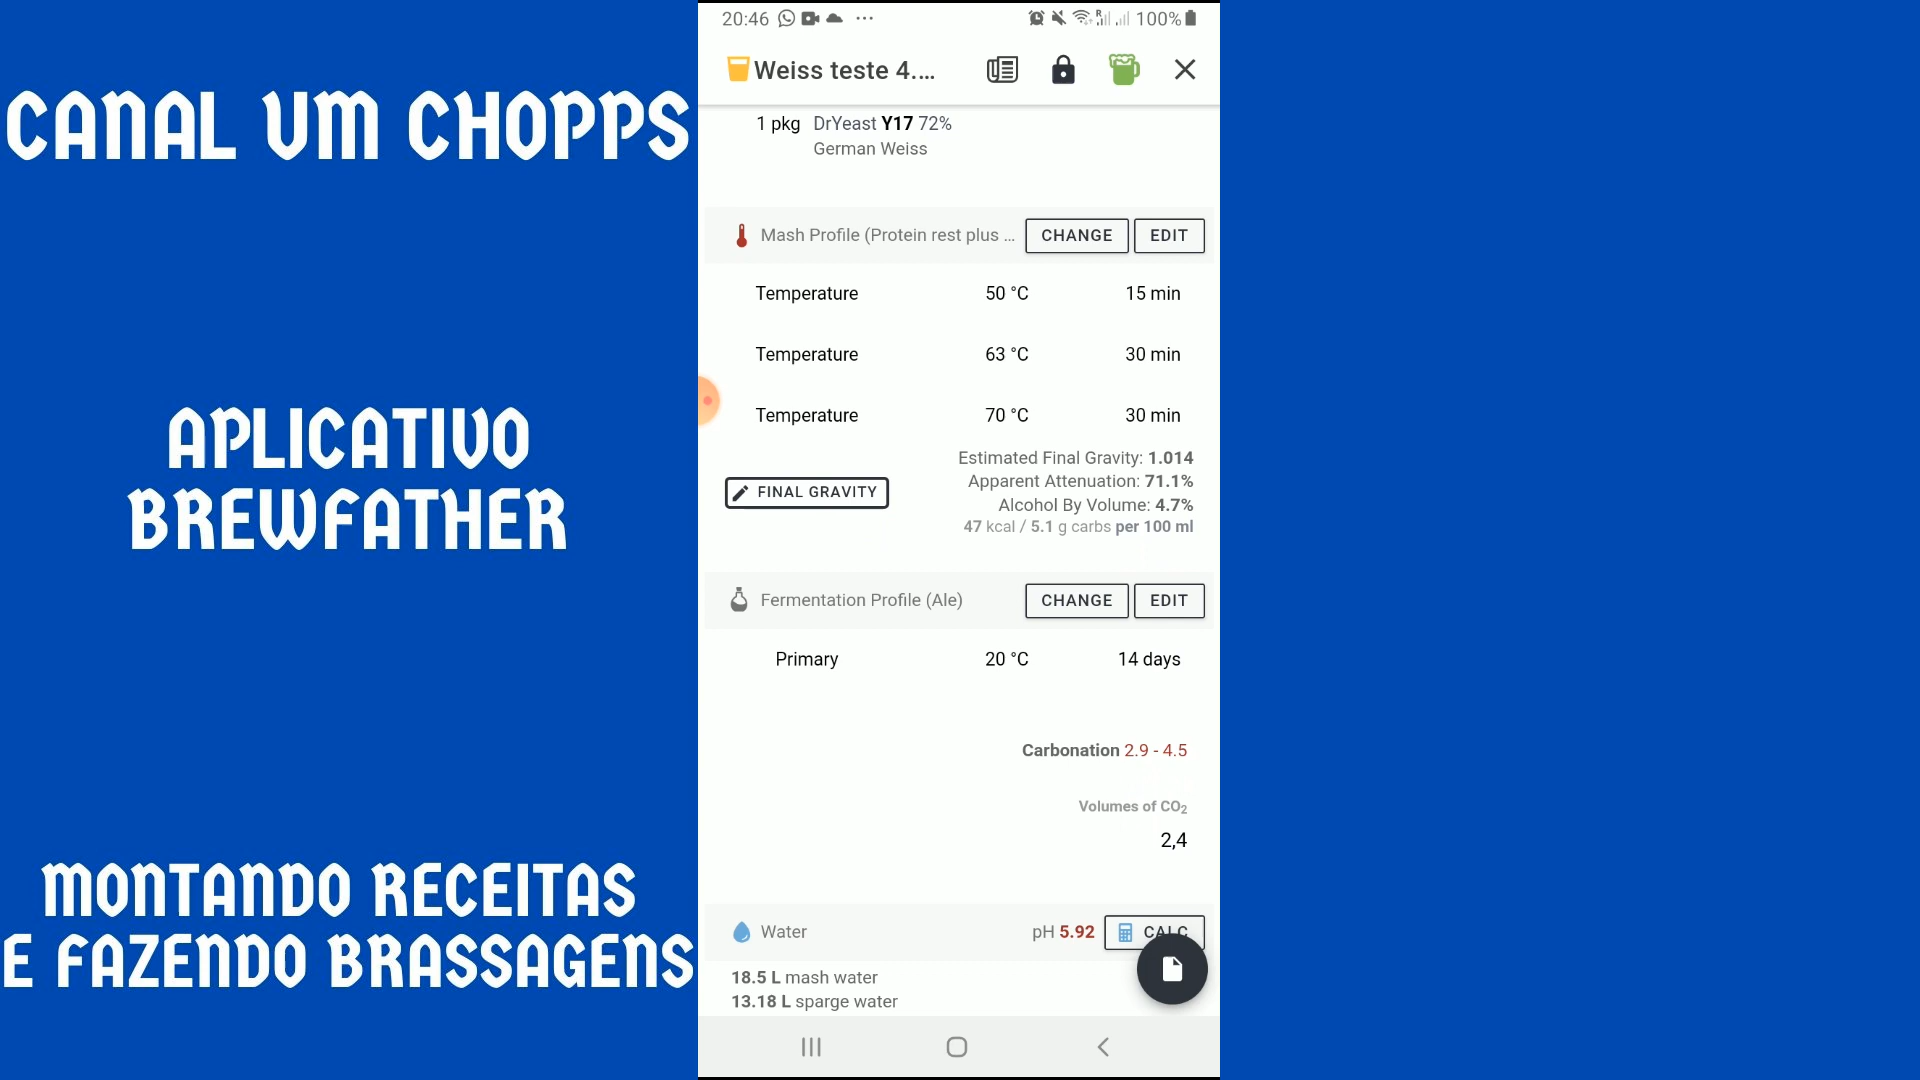 CANAL UM CHOPPS
APLICATIVO
BREWFATHER
MONTANDO RECEITAS
E FAZENDO BRASSAGENS
20:46 100%
Weiss teste 4....
1 pkg DrYeast Y17 72%
German Weiss
Mash Profile (Protein rest plus ... CHANGE EDIT
Temperature 50 °C 15 min
Temperature 63 °C 30 min
Temperature 70 °C 30 min
Estimated Final Gravity: 1.014
Apparent Attenuation: 71.1%
FINAL GRAVITY
Alcohol By Volume: 4.7%
47 kcal / 5.1 g carbs per 100 ml
Fermentation Profile (Ale) CHANGE EDIT
Primary 20 °C 14 days
Carbonation 2.9 - 4.5
Volumes of CO2
2,4
Water pH 5.92 CALC
18.5 L mash water
13.18 L sparge water